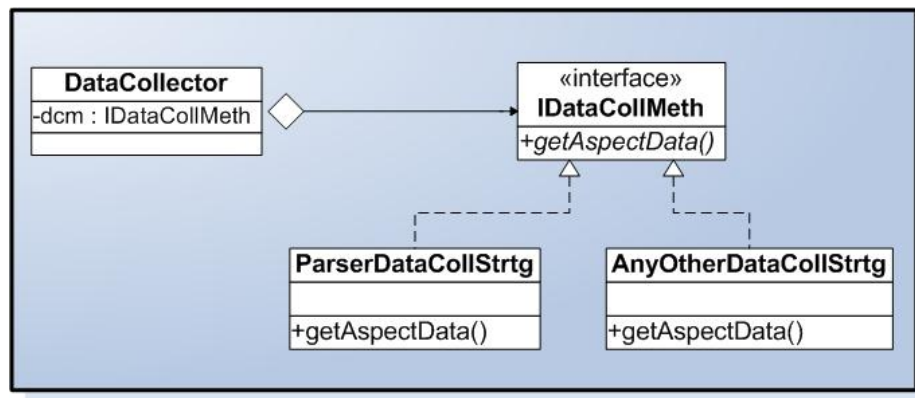 DataCollector
-dcm : IDataCollMeth
«interface»
IDataCollMeth
+getAspectData()
ParserDataCollStrtg
+getAspectData()
AnyOtherDataCollStrtg
+getAspectData()